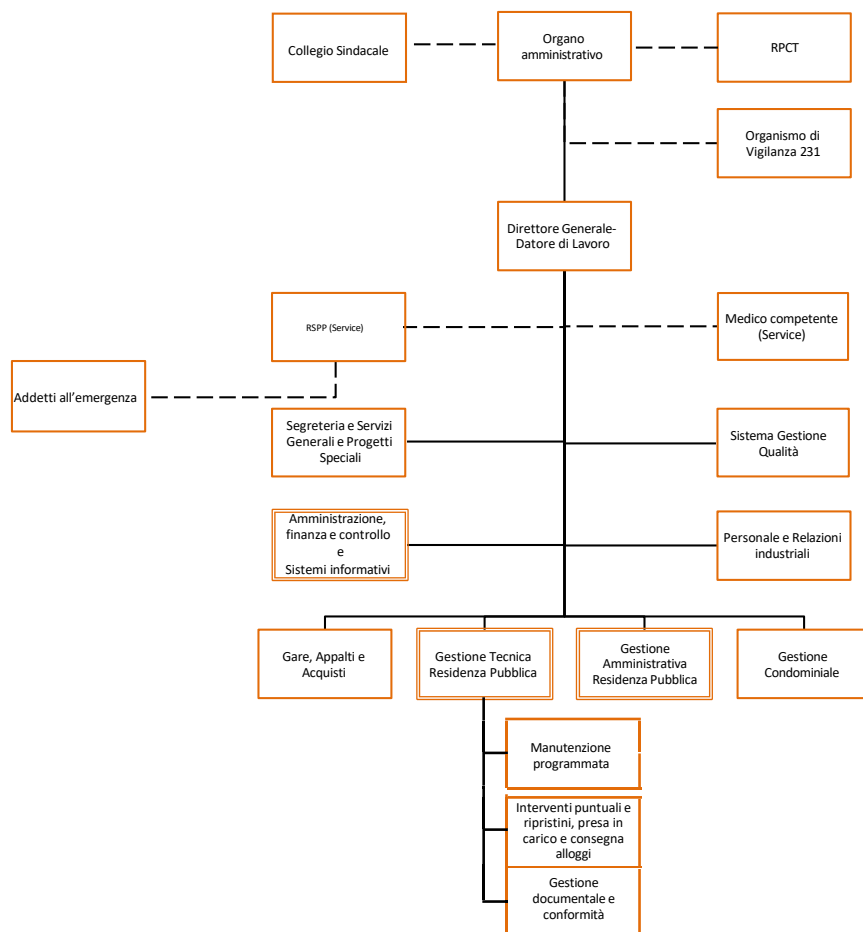 Collegio Sindacale
Organo
amministrativo
RPCT
Organismo di
Vigilanza 231
Direttore Generale-
Datore di Lavoro
RSPP (Service)
Medico competente
(Service)
Addetti all’emergenza
Segreteria e Servizi
Generali e Progetti
Speciali
Sistema Gestione
Qualità
Amministrazione,
finanza e controllo
e
Sistemi informativi
Personale e Relazioni
industriali
Gare, Appalti e
Acquisti
Gestione Tecnica
Residenza Pubblica
Gestione
Amministrativa
Residenza Pubblica
Gestione
Condominiale
Manutenzione
programmata
Interventi puntuali e
ripristini, presa in
carico e consegna
alloggi
Gestione
documentale e
conformità